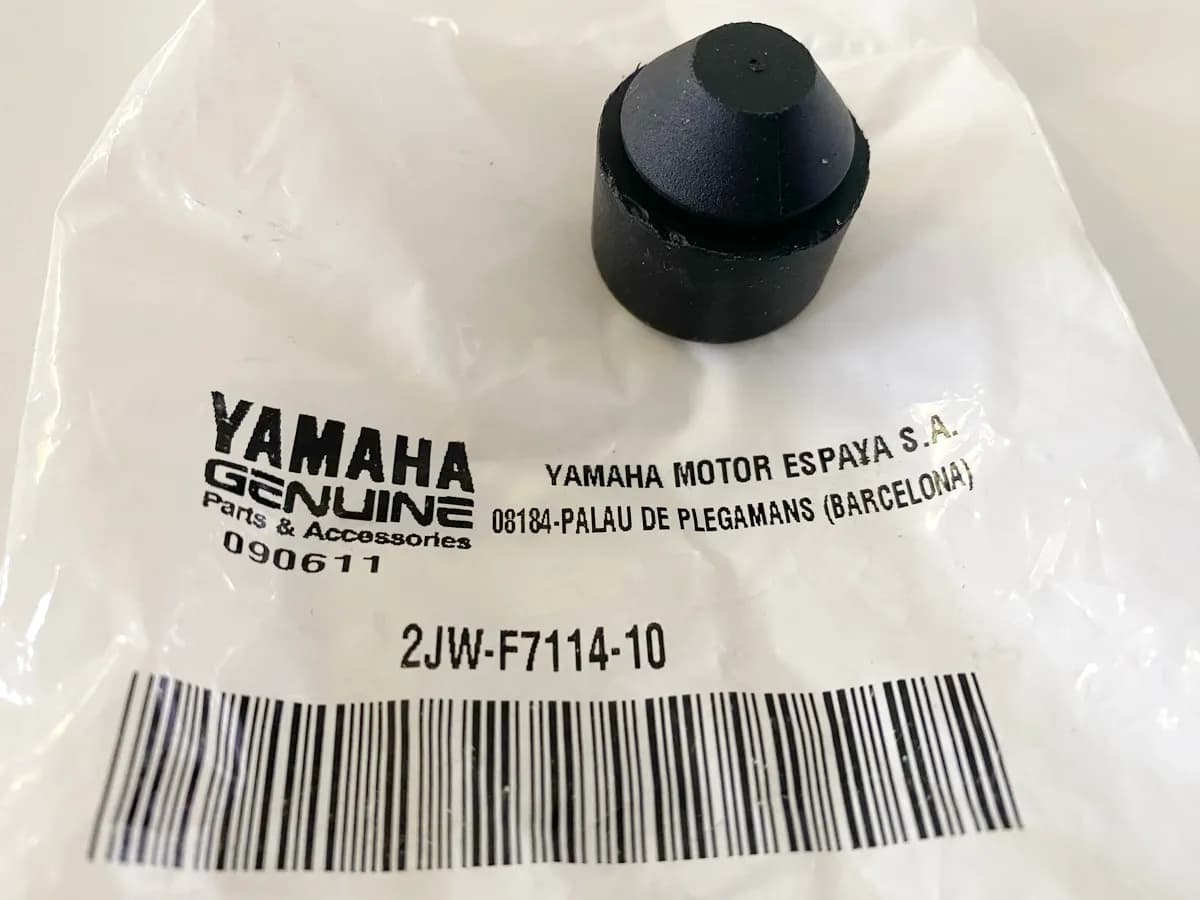 YAMAHA
GENUINE
Parts & Accessories
090611
YAMAHA MOTOR ESPAYA S.A.
08184-PALAU DE PLEGAMANS (BARCELONA)
2JW-F7114-10